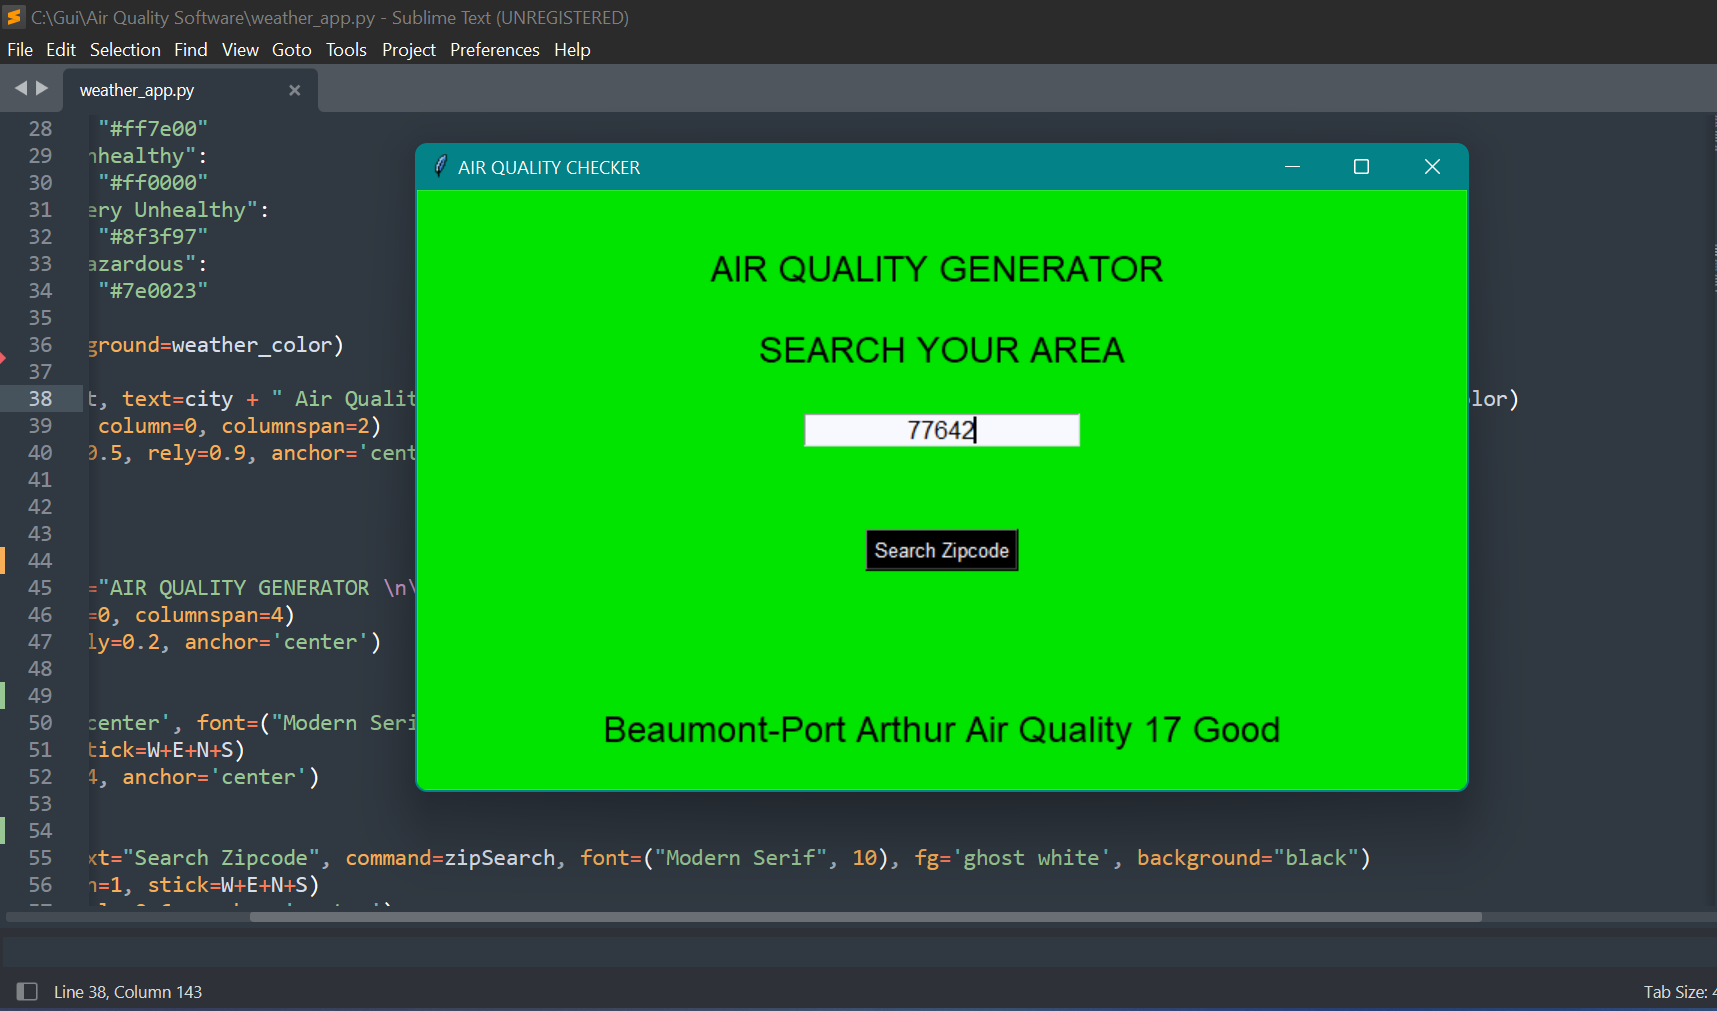 C:\Gui\Air Quality Software\weather_app.py - Sublime Text (UNREGISTERED)
File Edit Selection Find View Goto Tools Project Preferences Help
weather_app.py
28 "#ff7e00"
29 nhealthy":
30 "#ff0000"
31 ery Unhealthy":
32 "#8f3f97"
33 azardous":
34 "#7e0023"
35
36 ground=weather_color)
37
38 t, text=city + " Air Qualit lor)
39 column=0, columnspan=2)
40 0.5, rely=0.9, anchor='cent
41
42
43
44
45 ="AIR QUALITY GENERATOR \n\
46 =0, columnspan=4)
47 ly=0.2, anchor='center')
48
49
50 center', font=("Modern Seri
51 tick=W+E+N+S)
52 4, anchor='center')
53
54
55 xt="Search Zipcode", command=zipSearch, font=("Modern Serif", 10), fg='ghost white', background="black")
56 n=1, stick=W+E+N+S)
AIR QUALITY CHECKER
AIR QUALITY GENERATOR
SEARCH YOUR AREA
77642
Search Zipcode
Beaumont-Port Arthur Air Quality 17 Good
Line 38, Column 143
Tab Size: 4